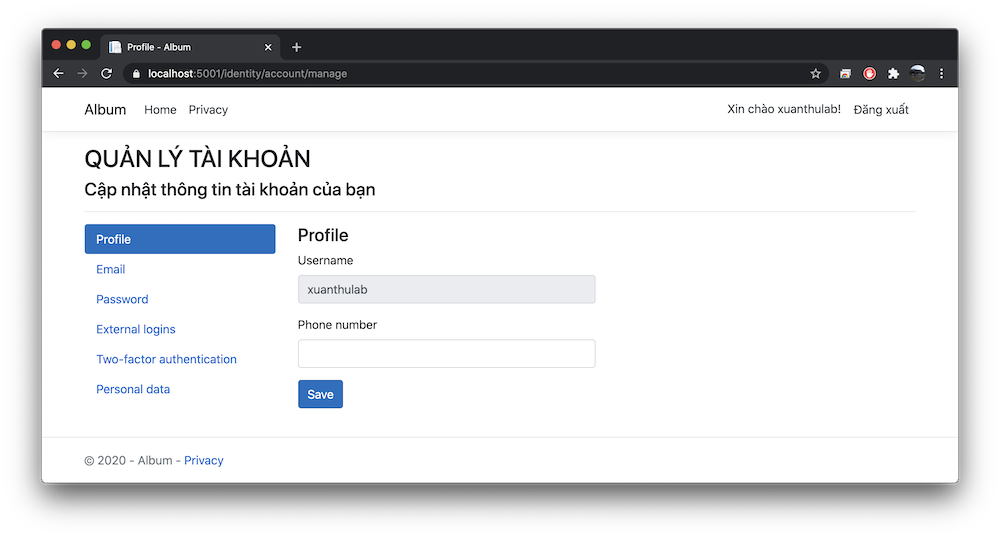 Profile - Album
localhost:5001/identity/account/manage
Album Home Privacy Xin chào xuanthulab! Đăng xuất
QUẢN LÝ TÀI KHOẢN
Cập nhật thông tin tài khoản của bạn
Profile
Email
Password
External logins
Two-factor authentication
Personal data
Profile
Username
xuanthulab
Phone number
Save
© 2020 - Album - Privacy